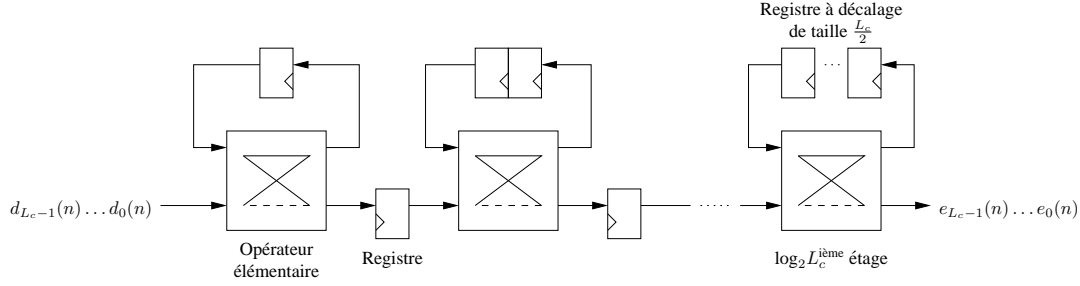 Registre à décalage
de taille $\frac{L_c}{2}$
$d_{L_c-1}(n) \ldots d_0(n)$
$e_{L_c-1}(n) \ldots e_0(n)$
Opérateur
élémentaire
Registre
$\log_2 L_c^{\text{ième}}$ étage